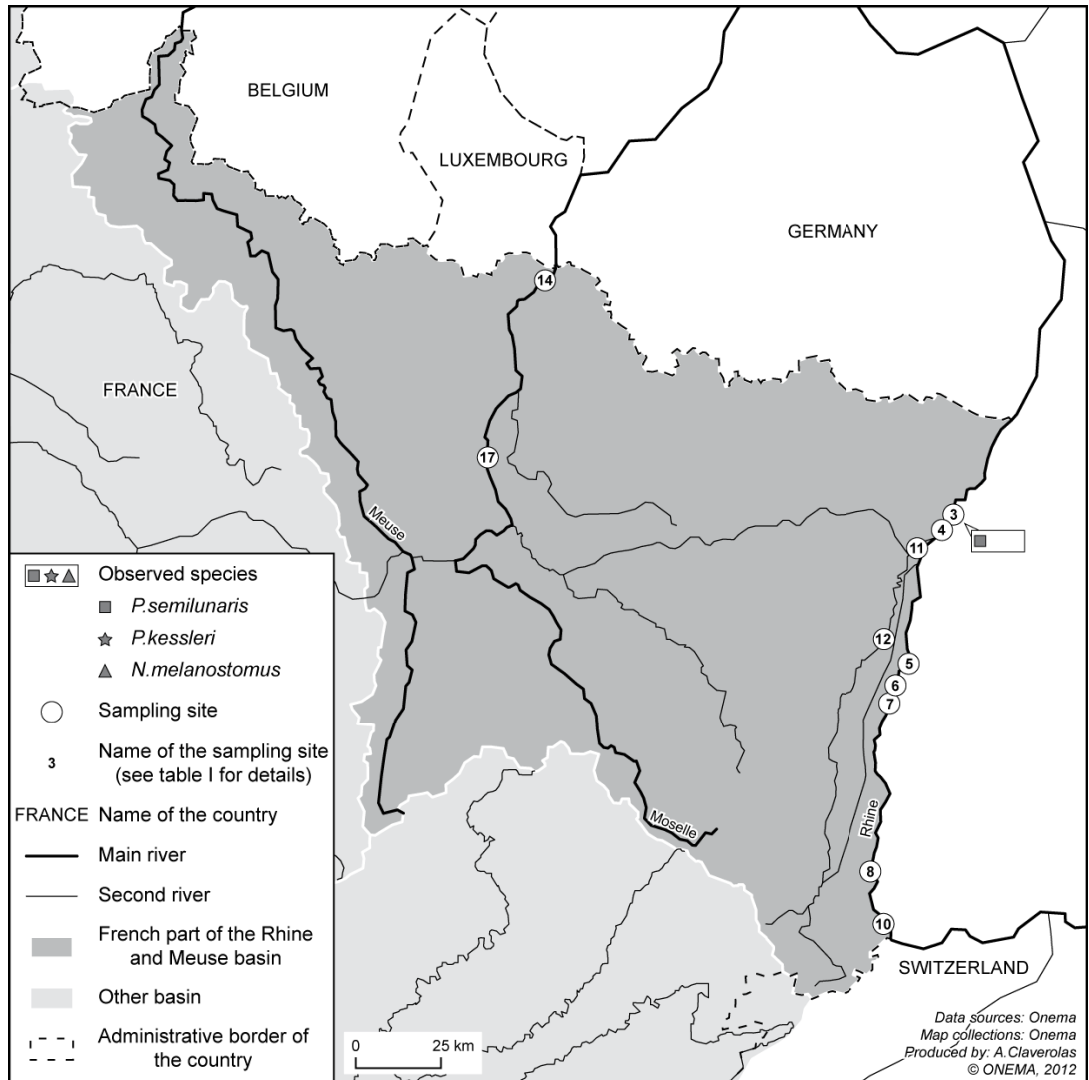 BELGIUM
LUXEMBOURG
GERMANY
14
FRANCE
17
Meuse
3
4
11
12
5
6
7
Rhine
Moselle
8
10
SWITZERLAND
Observed species
P.semilunaris
P.kessleri
N.melanostomus
Sampling site
3
Name of the sampling site
(see table I for details)
FRANCE
Name of the country
Main river
Second river
French part of the Rhine
and Meuse basin
Other basin
Administrative border of
the country
0 25 km
Data sources: Onema
Map collections: Onema
Produced by: A.Claverolas
© ONEMA, 2012